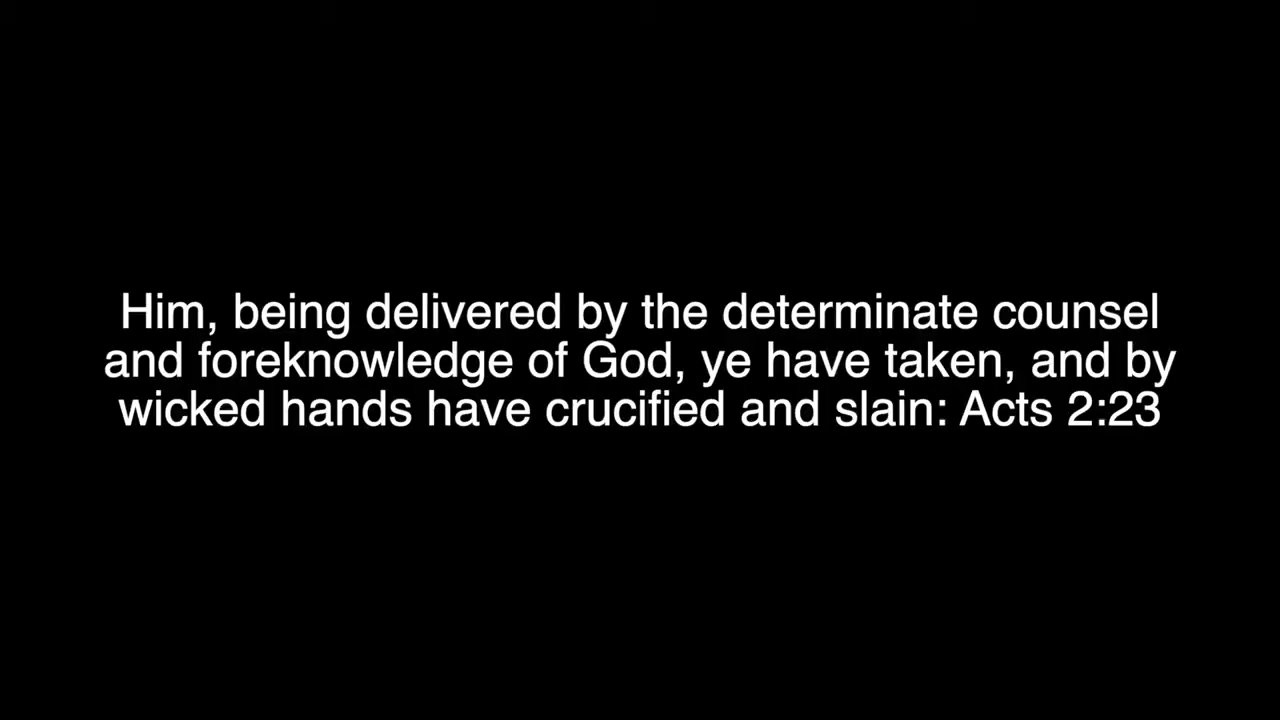 Him, being delivered by the determinate counsel
and foreknowledge of God, ye have taken, and by
wicked hands have crucified and slain: Acts 2:23